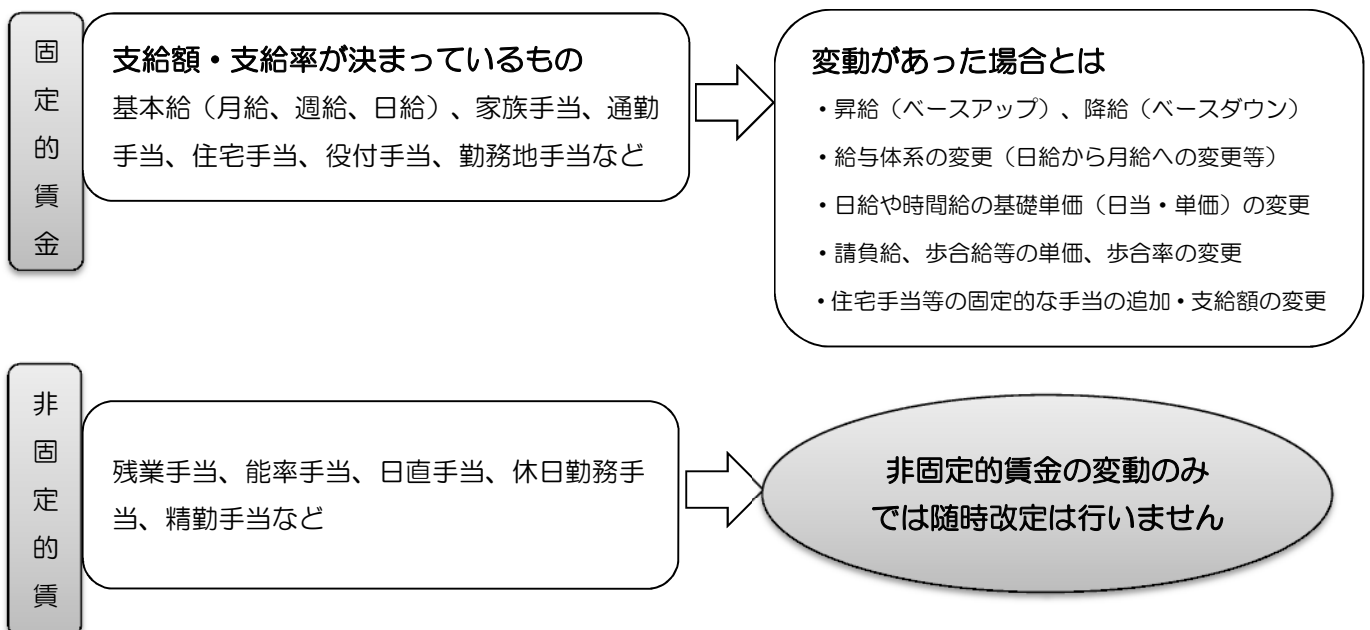 固定的賃金
支給額・支給率が決まっているもの
基本給（月給、週給、日給）、家族手当、通勤
手当、住宅手当、役付手当、勤務地手当など
変動があった場合とは
・昇給（ベースアップ）、降給（ベースダウン）
・給与体系の変更（日給から月給への変更等）
・日給や時間給の基礎単価（日当・単価）の変更
・請負給、歩合給等の単価、歩合率の変更
・住宅手当等の固定的な手当の追加・支給額の変更
非固定的賃
残業手当、能率手当、日直手当、休日勤務手
当、精勤手当など
非固定的賃金の変動のみ
では随時改定は行いません